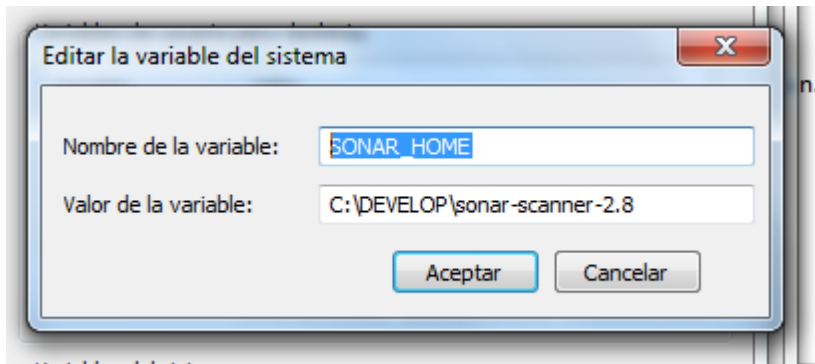 Editar la variable del sistema
Nombre de la variable: SONAR_HOME
Valor de la variable: C:\DEVELOP\sonar-scanner-2.8
Aceptar Cancelar